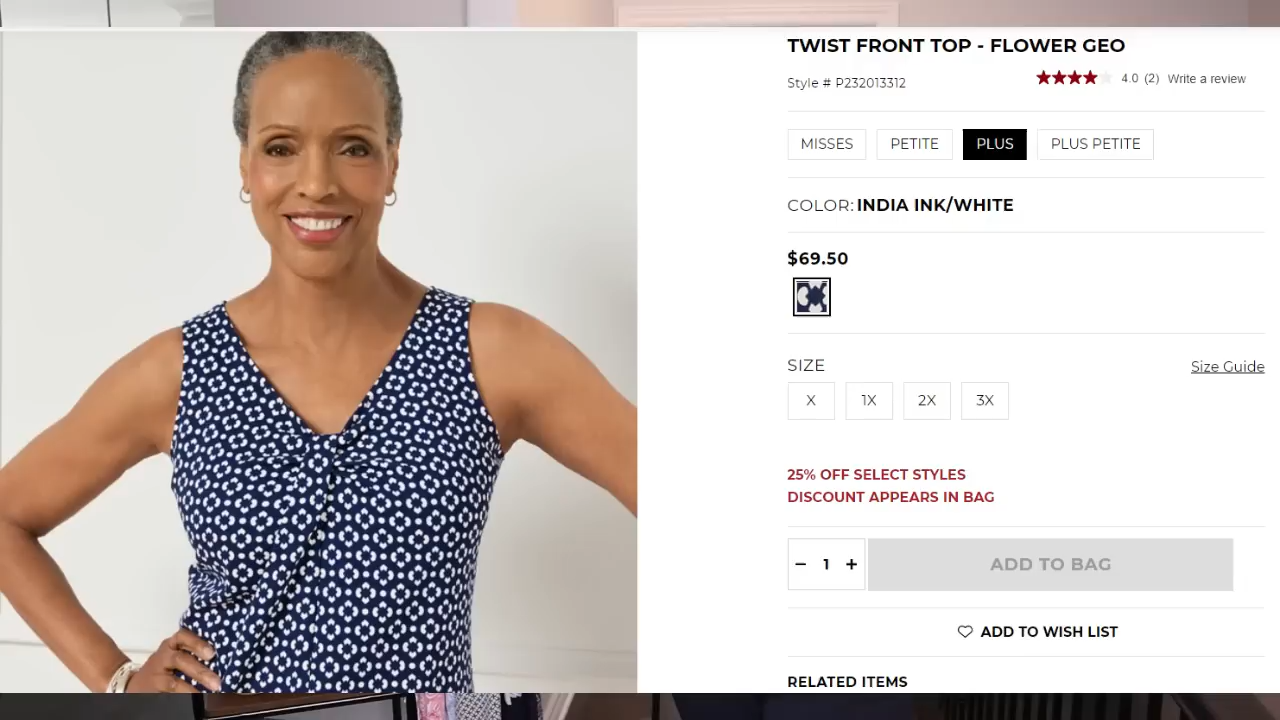 TWIST FRONT TOP - FLOWER GEO
Style # P232013312
4.0 (2) Write a review
MISSES PETITE PLUS PLUS PETITE
COLOR: INDIA INK/WHITE
$69.50
SIZE
Size Guide
X 1X 2X 3X
25% OFF SELECT STYLES
DISCOUNT APPEARS IN BAG
− 1 + ADD TO BAG
ADD TO WISH LIST
RELATED ITEMS